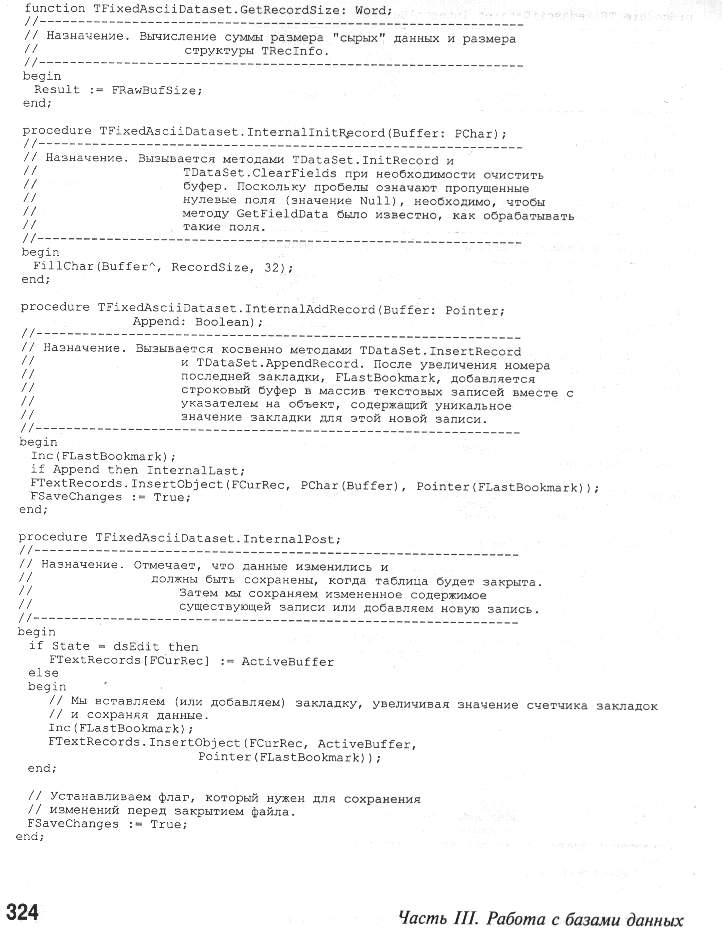 function TFixedAsciiDataset.GetRecordSize: Word;
//---------------------------------------------------------------
// Назначение. Вычисление суммы размера "сырых" данных и размера
// структуры TRecInfo.
//---------------------------------------------------------------
begin
Result := FRawBufSize;
end;
procedure TFixedAsciiDataset.InternalInitRecord(Buffer: PChar);
//---------------------------------------------------------------
// Назначение. Вызывается методами TDataSet.InitRecord и
// TDataSet.ClearFields при необходимости очистить
// буфер. Поскольку пробелы означают пропущенные
// нулевые поля (значение Null), необходимо, чтобы
// методу GetFieldData было известно, как обрабатывать
// такие поля.
//---------------------------------------------------------------
begin
FillChar(Buffer^, RecordSize, 32);
end;
procedure TFixedAsciiDataset.InternalAddRecord(Buffer: Pointer;
Append: Boolean);
//---------------------------------------------------------------
// Назначение. Вызывается косвенно методами TDataSet.InsertRecord
// и TDataSet.AppendRecord. После увеличения номера
// последней закладки, FLastBookmark, добавляется
// строковый буфер в массив текстовых записей вместе с
// указателем на объект, содержащий уникальное
// значение закладки для этой новой записи.
//---------------------------------------------------------------
begin
Inc(FLastBookmark);
if Append then InternalLast;
FTextRecords.InsertObject(FCurRec, PChar(Buffer), Pointer(FLastBookmark));
FSaveChanges := True;
end;
procedure TFixedAsciiDataset.InternalPost;
//---------------------------------------------------------------
// Назначение. Отмечает, что данные изменились и
// должны быть сохранены, когда таблица будет закрыта.
// Затем мы сохраняем измененное содержимое
// существующей записи или добавляем новую запись.
//---------------------------------------------------------------
begin
if State = dsEdit then
FTextRecords[FCurRec] := ActiveBuffer
else
begin
// Мы вставляем (или добавляем) закладку, увеличивая значение счетчика закладок
// и сохраняя данные.
Inc(FLastBookmark);
FTextRecords.InsertObject(FCurRec, ActiveBuffer,
Pointer(FLastBookmark));
end;
// Устанавливаем флаг, который нужен для сохранения
// изменений перед закрытием файла.
FSaveChanges := True;
end;
324
Часть III. Работа с базами данных